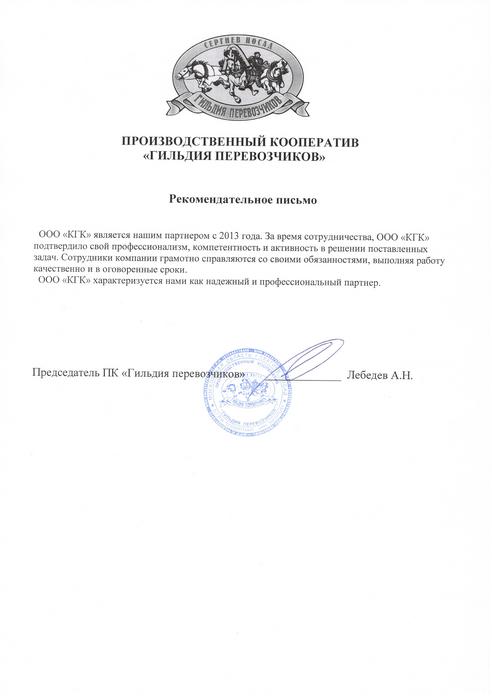 СЕРГИЕВ ПОСАД
ГИЛЬДИЯ ПЕРЕВОЗЧИКОВ
ПРОИЗВОДСТВЕННЫЙ КООПЕРАТИВ
«ГИЛЬДИЯ ПЕРЕВОЗЧИКОВ»
Рекомендательное письмо
ООО «КГК» является нашим партнером с 2013 года. За время сотрудничества, ООО «КГК»
подтвердило свой профессионализм, компетентность и активность в решении поставленных
задач. Сотрудники компании грамотно справляются со своими обязанностями, выполняя работу
качественно и в оговоренные сроки.
ООО «КГК» характеризуется нами как надежный и профессиональный партнер.
Председатель ПК «Гильдия перевозчиков» Лебедев А.Н.
ГИЛЬДИЯ ПЕРЕВОЗЧИКОВ